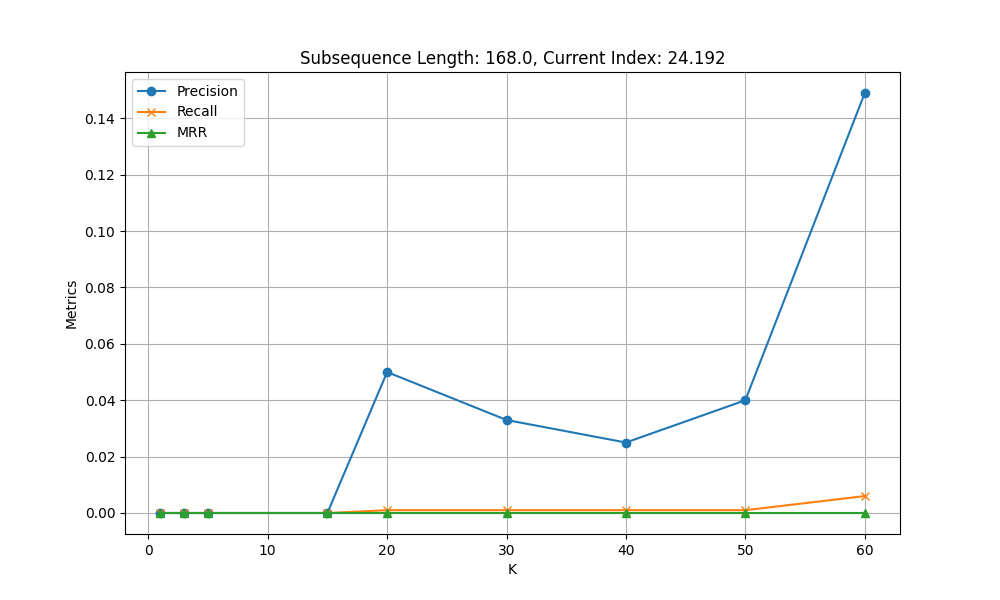 Subsequence Length: 168.0, Current Index: 24.192
Precision
Recall
MRR
0.14
0.12
0.10
0.08
0.06
0.04
0.02
0.00
Metrics
0 10 20 30 40 50 60
K